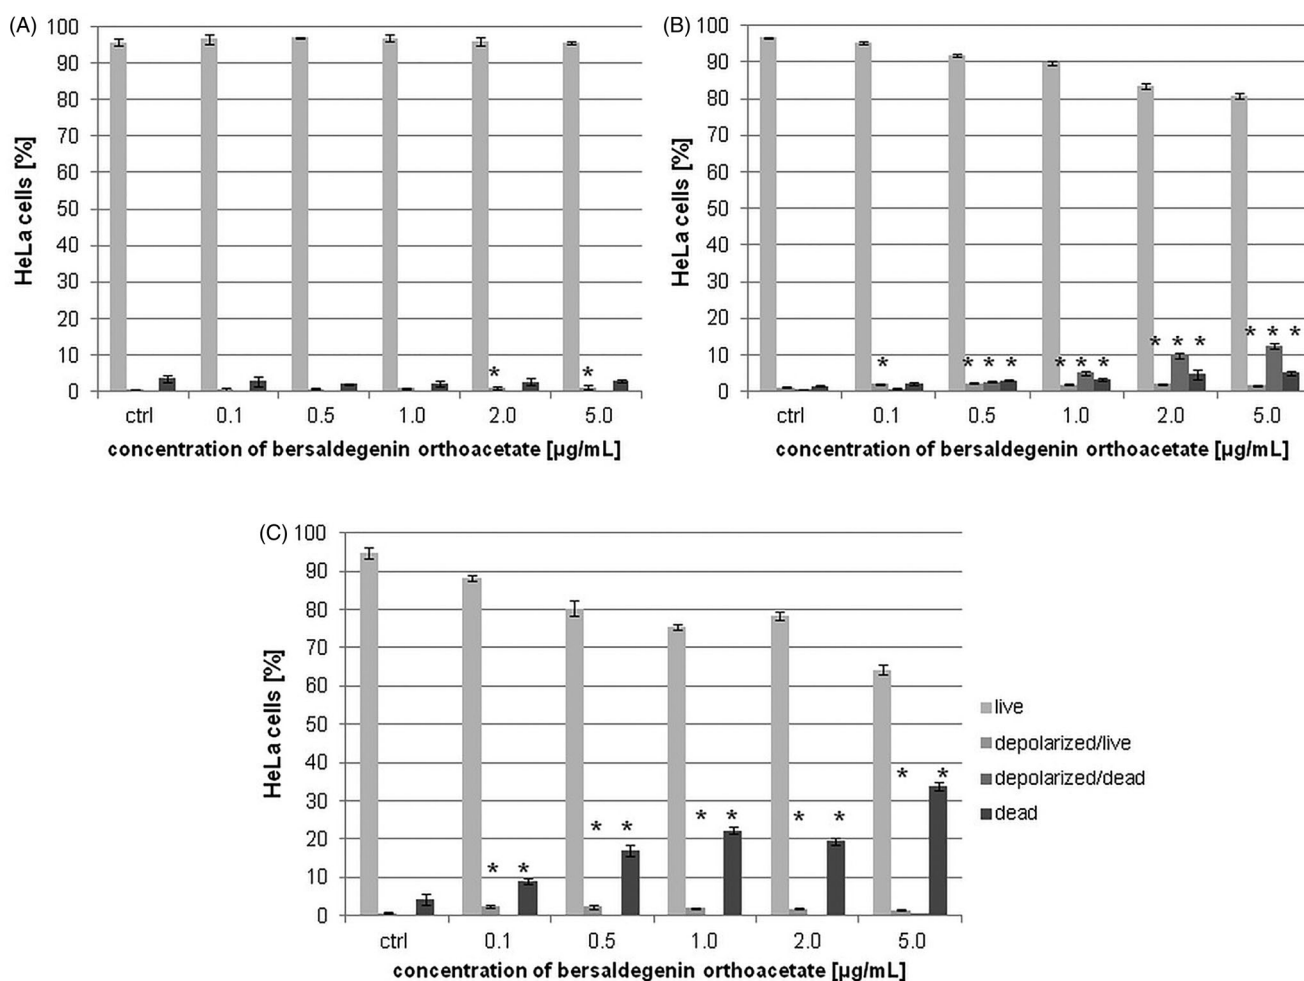 (A)
100
90
80
70
60
50
40
30
20
10
0
HeLa cells [%]
* *
ctrl 0.1 0.5 1.0 2.0 5.0
concentration of bersaldegenin orthoacetate [µg/mL]
(B)
100
90
80
70
60
50
40
30
20
10
0
HeLa cells [%]
* * * * * * * * * * * * *
ctrl 0.1 0.5 1.0 2.0 5.0
concentration of bersaldegenin orthoacetate [µg/mL]
(C)
100
90
80
70
60
50
40
30
20
10
0
HeLa cells [%]
* * * * * * * * * *
ctrl 0.1 0.5 1.0 2.0 5.0
concentration of bersaldegenin orthoacetate [µg/mL]
live
depolarized/live
depolarized/dead
dead